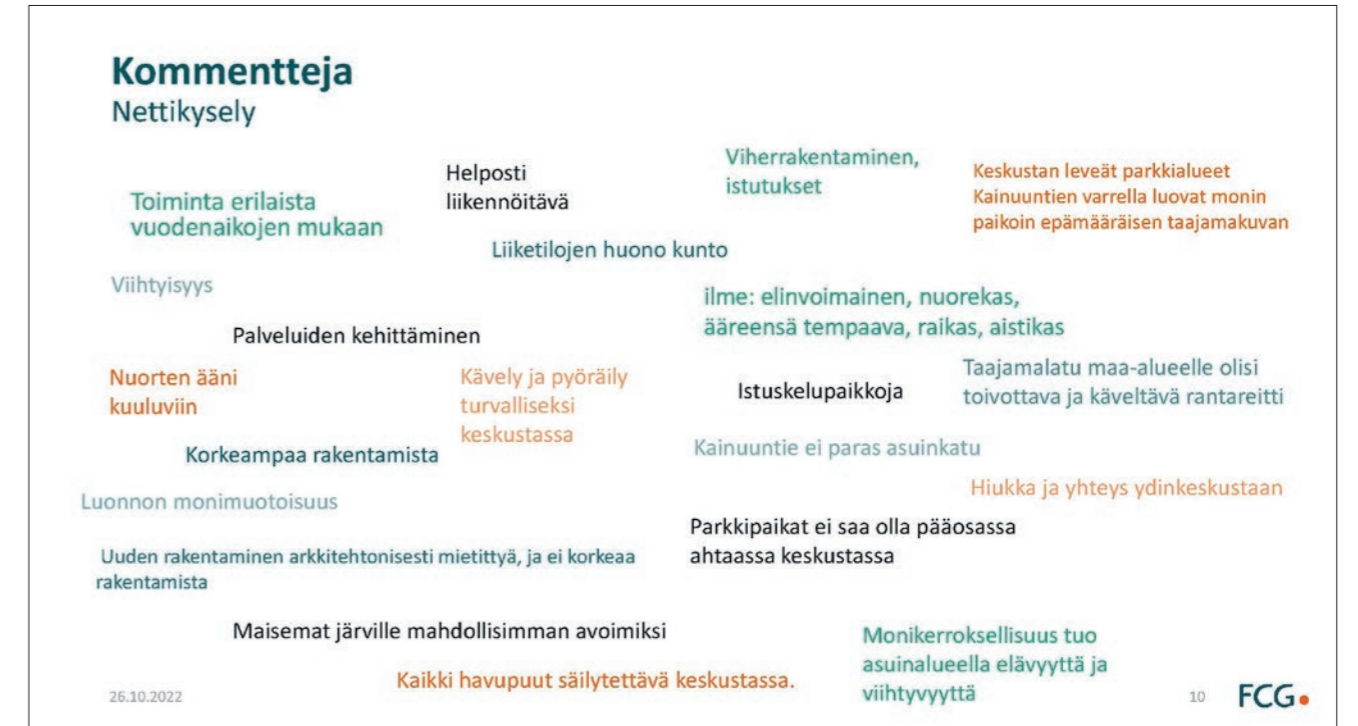 Kommentteja
Nettikysely
Viherrakentaminen,
istutukset
Helposti
liikennöitävä
Keskustan leveät parkkialueet
Kainuuntien varrella luovat monin
paikoin epämääräisen taajamakuvan
Toiminta erilaista
vuodenaikojen mukaan
Liiketilojen huono kunto
Viihtyisyys
ilme: elinvoimainen, nuorekas,
ääreensä tempaava, raikas, aistikas
Palveluiden kehittäminen
Nuorten ääni
kuuluviin
Kävely ja pyöräily
turvalliseksi
keskustassa
Istuskelupaikkoja
Taajamalatu maa-alueelle olisi
toivottava ja käveltävä rantareitti
Korkeampaa rakentamista
Kainuuntie ei paras asuinkatu
Hiukka ja yhteys ydinkeskustaan
Luonnon monimuotoisuus
Parkkipaikat ei saa olla pääosassa
ahtaassa keskustassa
Uuden rakentaminen arkkitehtonisesti mietittyä, ja ei korkeaa
rakentamista
Maisemat järville mahdollisimman avoimiksi
Monikerroksellisuus tuo
asuinalueella elävyyttä ja
viihtyvyyttä
Kaikki havupuut säilytettävä keskustassa.
26.10.2022
10
FCG